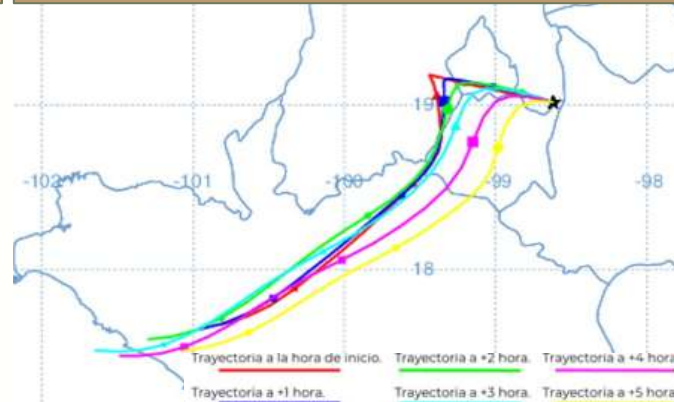 19
-102 -101 -100 -99 -98
18
Trayectoria a la hora de inicio. Trayectoria a +2 hora. Trayectoria a +4 hora
Trayectoria a +1 hora. Trayectoria a +3 hora. Trayectoria a +5 hora.